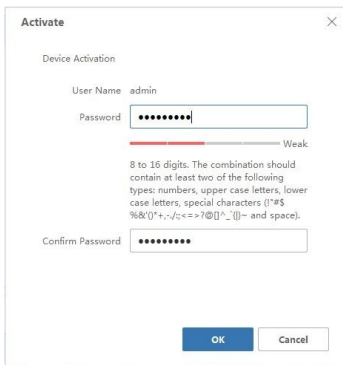 Activate
Device Activation
User Name admin
Password •••••••••
Weak
8 to 16 digits. The combination should
contain at least two of the following
types: numbers, upper case letters, lower
case letters, special characters (!"#$
%&'()*+,-./:;<=>?@[]^_`{|}~ and space).
Confirm Password •••••••••
OK Cancel